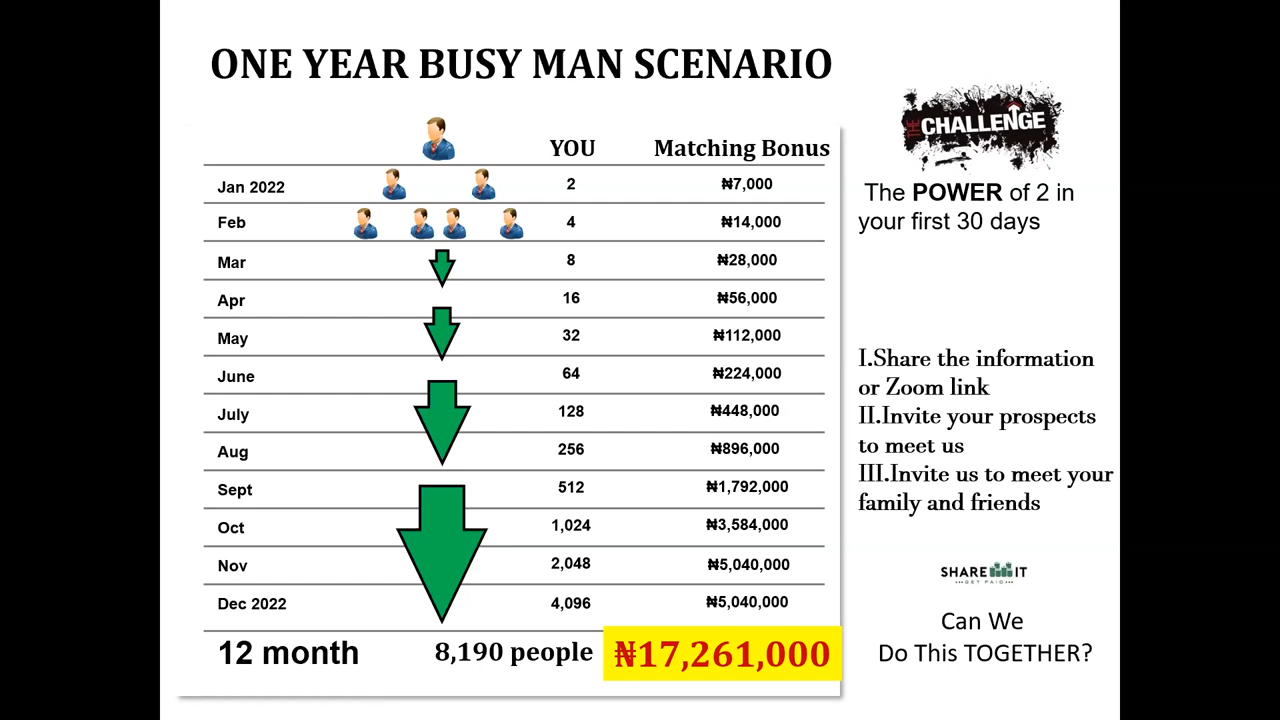 ONE YEAR BUSY MAN SCENARIO
YOU Matching Bonus
Jan 2022 2 ₦7,000
Feb 4 ₦14,000
Mar 8 ₦28,000
Apr 16 ₦56,000
May 32 ₦112,000
June 64 ₦224,000
July 128 ₦448,000
Aug 256 ₦896,000
Sept 512 ₦1,792,000
Oct 1,024 ₦3,584,000
Nov 2,048 ₦5,040,000
Dec 2022 4,096 ₦5,040,000
12 month 8,190 people ₦17,261,000
THE CHALLENGE
The POWER of 2 in
your first 30 days
I.Share the information
or Zoom link
II.Invite your prospects
to meet us
III.Invite us to meet your
family and friends
SHARE IT
GET PAID
Can We
Do This TOGETHER?